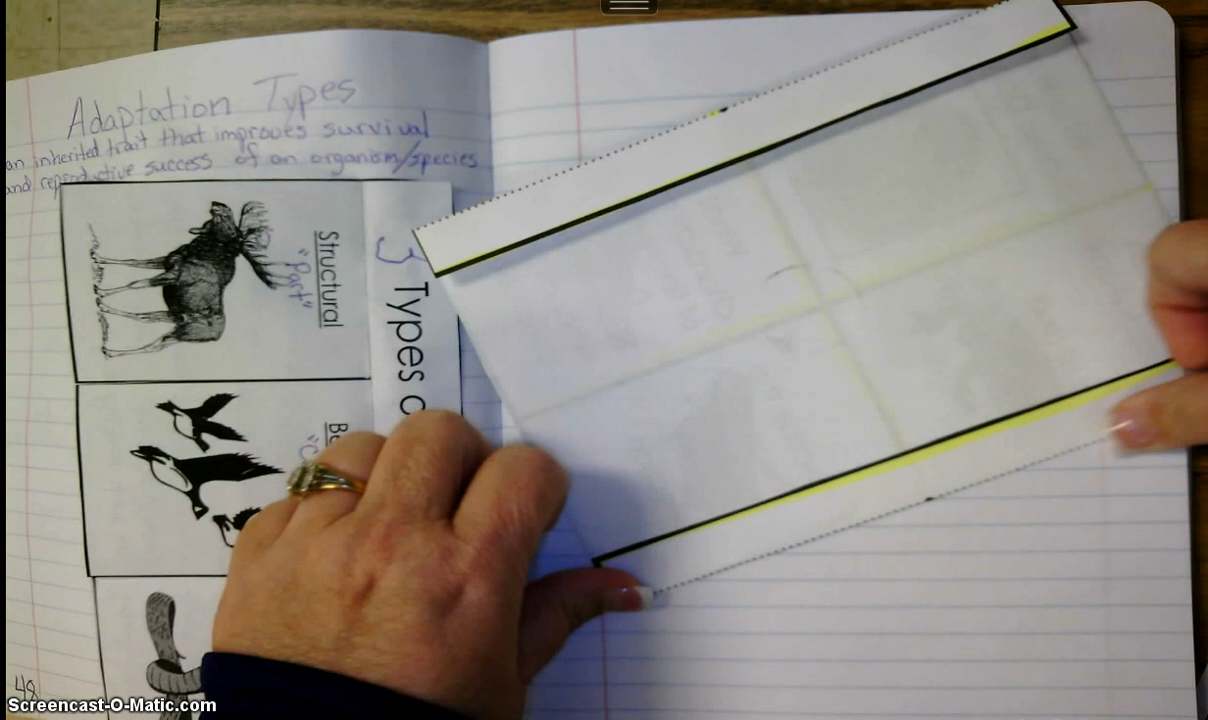 Adaptation Types
an inherited trait that improves survival
and reproductive success of an organism/species
3 Types
Structural
"Part"
48
Screencast-O-Matic.com